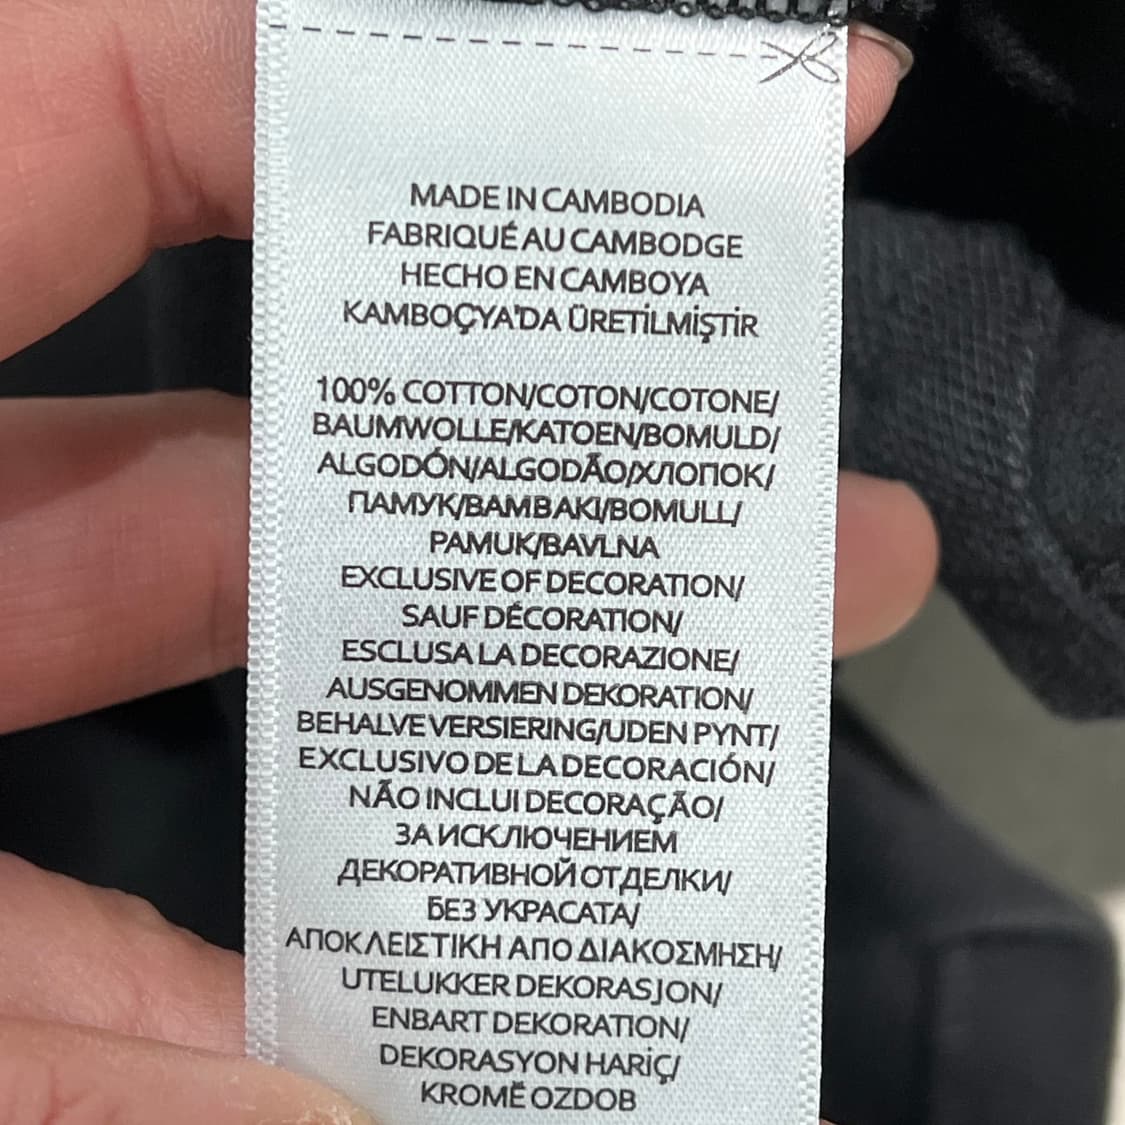 MADE IN CAMBODIA
FABRIQUÉ AU CAMBODGE
HECHO EN CAMBOYA
KAMBOÇYA'DA ÜRETİLMİŞTİR
100% COTTON/COTON/COTONE/
BAUMWOLLE/KATOEN/BOMULD/
ALGODÓN/ALGODÃO/ХЛОПОК/
ПАМУК/BAMBAKI/BOMULL/
PAMUK/BAVLNA
EXCLUSIVE OF DECORATION/
SAUF DÉCORATION/
ESCLUSA LA DECORAZIONE/
AUSGENOMMEN DEKORATION/
BEHALVE VERSIERING/UDEN PYNT/
EXCLUSIVO DE LA DECORACIÓN/
NÃO INCLUI DECORAÇÃO/
ЗА ИСКЛЮЧЕНИЕМ
ДЕКОРАТИВНОЙ ОТДЕЛКИ/
БЕЗ УКРАСАТА/
ΑΠΟΚΛΕΙΣΤΙΚΗ ΑΠΟ ΔΙΑΚΟΣΜΗΣΗ/
UTELUKKER DEKORASJON/
ENBART DEKORATION/
DEKORASYON HARİÇ/
KROMĚ OZDOB